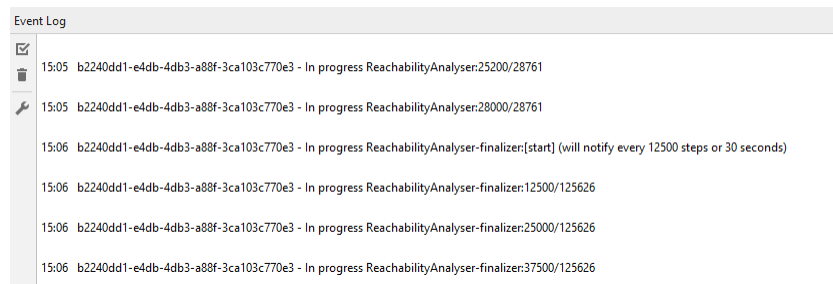 Event Log
15:05 b2240dd1-e4db-4db3-a88f-3ca103c770e3 - In progress ReachabilityAnalyser:25200/28761
15:05 b2240dd1-e4db-4db3-a88f-3ca103c770e3 - In progress ReachabilityAnalyser:28000/28761
15:06 b2240dd1-e4db-4db3-a88f-3ca103c770e3 - In progress ReachabilityAnalyser-finalizer:[start] (will notify every 12500 steps or 30 seconds)
15:06 b2240dd1-e4db-4db3-a88f-3ca103c770e3 - In progress ReachabilityAnalyser-finalizer:12500/125626
15:06 b2240dd1-e4db-4db3-a88f-3ca103c770e3 - In progress ReachabilityAnalyser-finalizer:25000/125626
15:06 b2240dd1-e4db-4db3-a88f-3ca103c770e3 - In progress ReachabilityAnalyser-finalizer:37500/125626